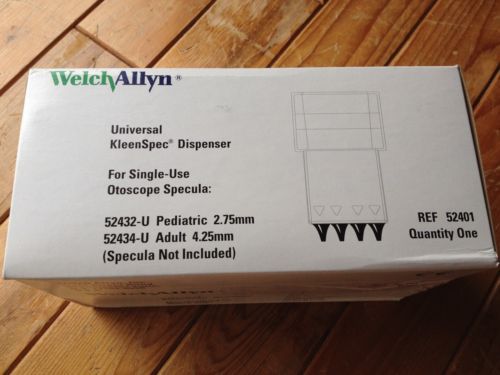 WelchAllyn®
Universal
KleenSpec® Dispenser
For Single-Use
Otoscope Specula:
52432-U Pediatric 2.75mm
52434-U Adult 4.25mm
(Specula Not Included)
REF 52401
Quantity One
WelchAllyn